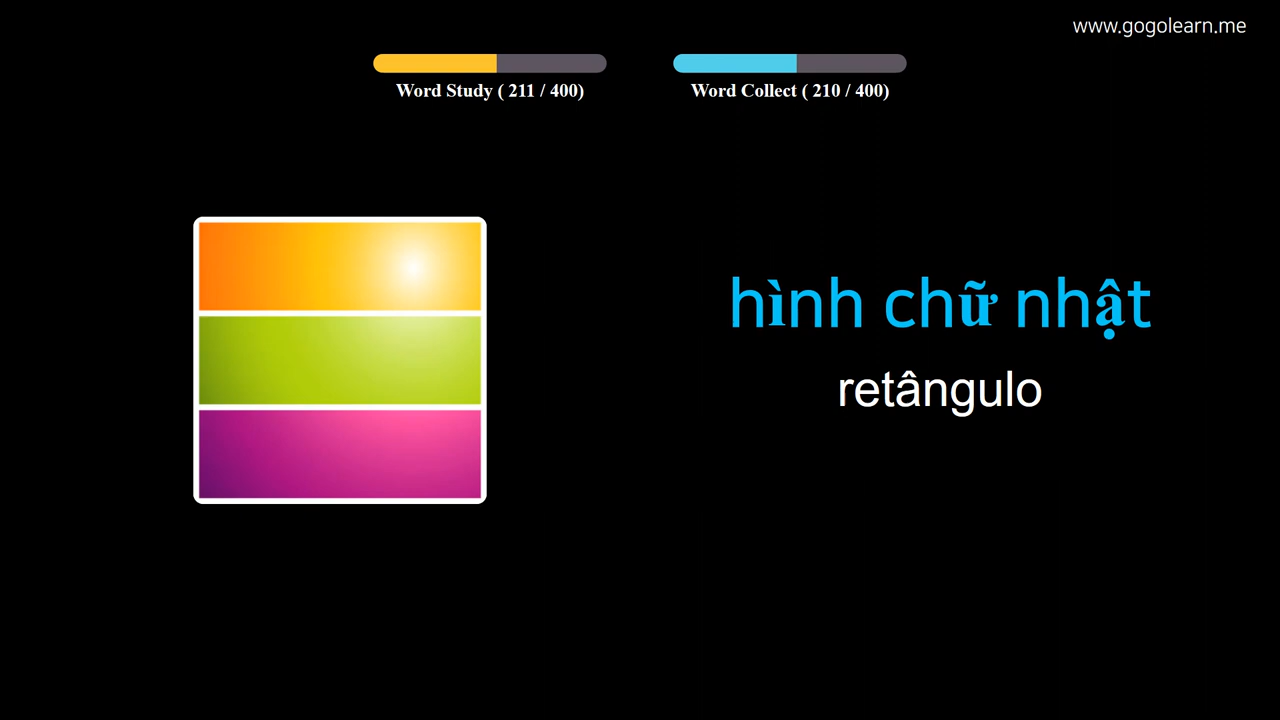 www.gogolearn.me
Word Study ( 211 / 400)
Word Collect ( 210 / 400)
hình chữ nhật
retângulo